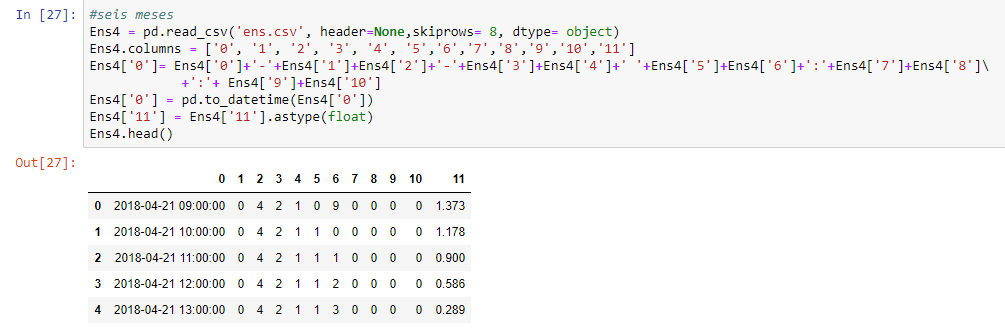 In [27]: #seis meses
Ens4 = pd.read_csv('ens.csv', header=None,skiprows= 8, dtype= object)
Ens4.columns = ['0', '1', '2', '3', '4', '5','6','7','8','9','10','11']
Ens4['0']= Ens4['0']+'-'+Ens4['1']+Ens4['2']+'-'+Ens4['3']+Ens4['4']+' '+Ens4['5']+Ens4['6']+':'+Ens4['7']+Ens4['8']\
+':'+ Ens4['9']+Ens4['10']
Ens4['0'] = pd.to_datetime(Ens4['0'])
Ens4['11'] = Ens4['11'].astype(float)
Ens4.head()
Out[27]:
0 1 2 3 4 5 6 7 8 9 10 11
0 2018-04-21 09:00:00 0 4 2 1 0 9 0 0 0 0 1.373
1 2018-04-21 10:00:00 0 4 2 1 1 0 0 0 0 0 1.178
2 2018-04-21 11:00:00 0 4 2 1 1 1 0 0 0 0 0.900
3 2018-04-21 12:00:00 0 4 2 1 1 2 0 0 0 0 0.586
4 2018-04-21 13:00:00 0 4 2 1 1 3 0 0 0 0 0.289